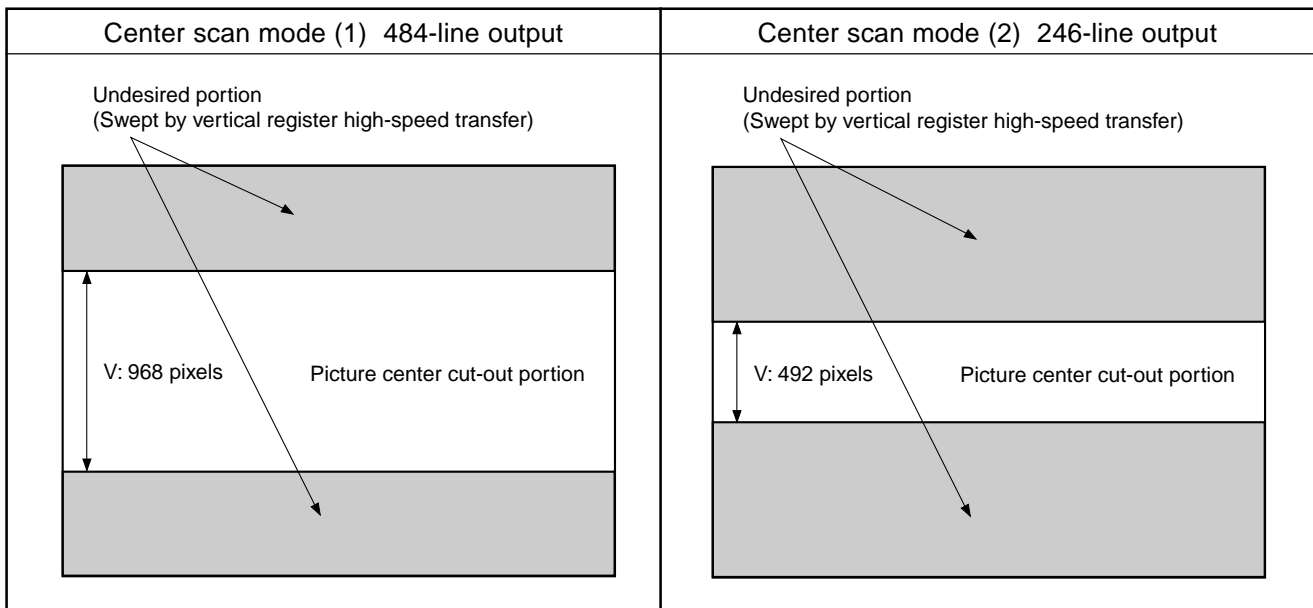 Center scan mode (1)  484-line output
Undesired portion
(Swept by vertical register high-speed transfer)
V: 968 pixels
Picture center cut-out portion
Center scan mode (2)  246-line output
Undesired portion
(Swept by vertical register high-speed transfer)
V: 492 pixels
Picture center cut-out portion